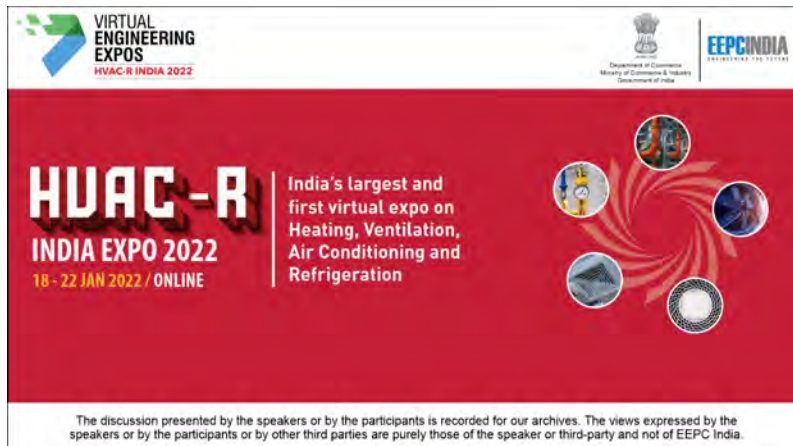 VIRTUAL
ENGINEERING
EXPOS
HVAC-R INDIA 2022
Department of Commerce
Ministry of Commerce & Industry
Government of India
EEPCINDIA
ENGINEERING THE FUTURE
HVAC-R
INDIA EXPO 2022
18 - 22 JAN 2022 / ONLINE
India's largest and
first virtual expo on
Heating, Ventilation,
Air Conditioning and
Refrigeration
The discussion presented by the speakers or by the participants is recorded for our archives. The views expressed by the
speakers or by the participants or by other third parties are purely those of the speaker or third-party and not of EEPC India.